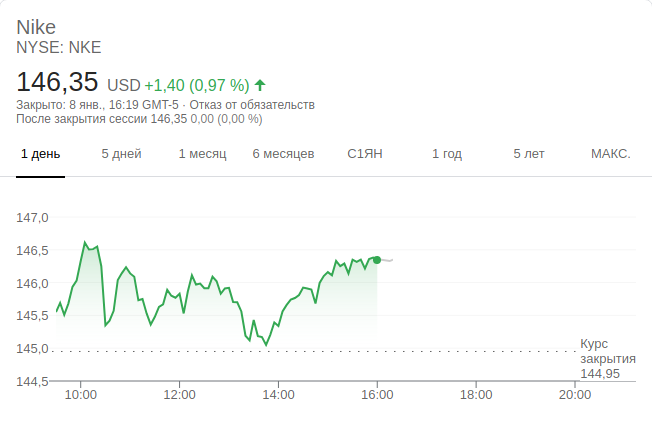 Nike
NYSE: NKE
146,35 USD +1,40 (0,97 %)
Закрыто: 8 янв., 16:19 GMT-5 · Отказ от обязательств
После закрытия сессии 146,35 0,00 (0,00 %)
1 день 5 дней 1 месяц 6 месяцев С1ЯН 1 год 5 лет МАКС.
147,0
146,5
146,0
145,5
145,0
Курс
закрытия
144,95
144,5
10:00 12:00 14:00 16:00 18:00 20:00